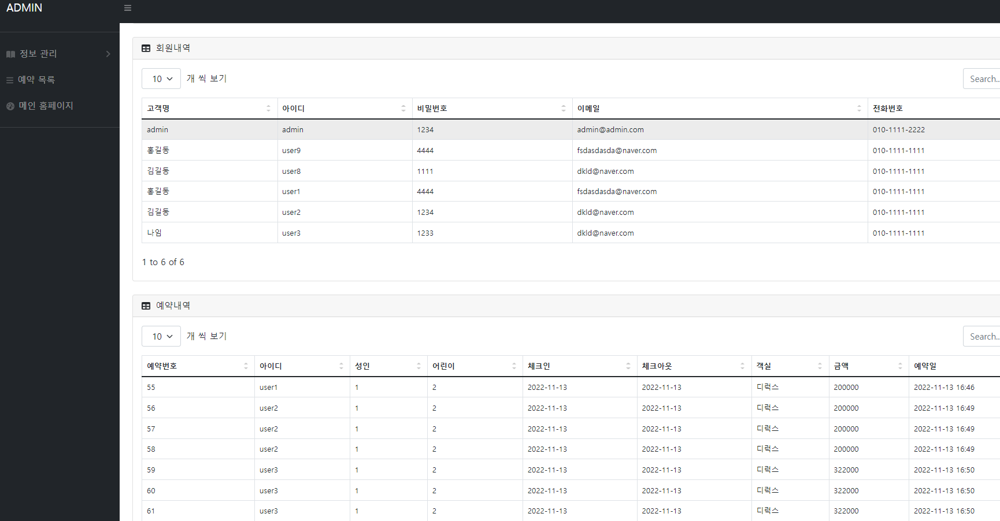 ADMIN
정보 관리
예약 목록
메인 홈페이지
회원내역
10 개 씩 보기
Search..
고객명 아이디 비밀번호 이메일 전화번호
admin admin 1234 admin@admin.com 010-1111-2222
홍길동 user9 4444 fsdasdasda@naver.com 010-1111-1111
김길동 user8 1111 dkld@naver.com 010-1111-1111
홍길동 user1 4444 fsdasdasda@naver.com 010-1111-1111
김길동 user2 1234 dkld@naver.com 010-1111-1111
나임 user3 1233 dkld@naver.com 010-1111-1111
1 to 6 of 6
예약내역
10 개 씩 보기
Search..
예약번호 아이디 성인 어린이 체크인 체크아웃 객실 금액 예약일
55 user1 1 2 2022-11-13 2022-11-13 디럭스 200000 2022-11-13 16:46
56 user2 1 2 2022-11-13 2022-11-13 디럭스 200000 2022-11-13 16:49
57 user2 1 2 2022-11-13 2022-11-13 디럭스 200000 2022-11-13 16:49
58 user2 1 2 2022-11-13 2022-11-13 디럭스 200000 2022-11-13 16:49
59 user3 1 2 2022-11-13 2022-11-13 디럭스 322000 2022-11-13 16:50
60 user3 1 2 2022-11-13 2022-11-13 디럭스 322000 2022-11-13 16:50
61 user3 1 2 2022-11-13 2022-11-13 디럭스 322000 2022-11-13 16:50